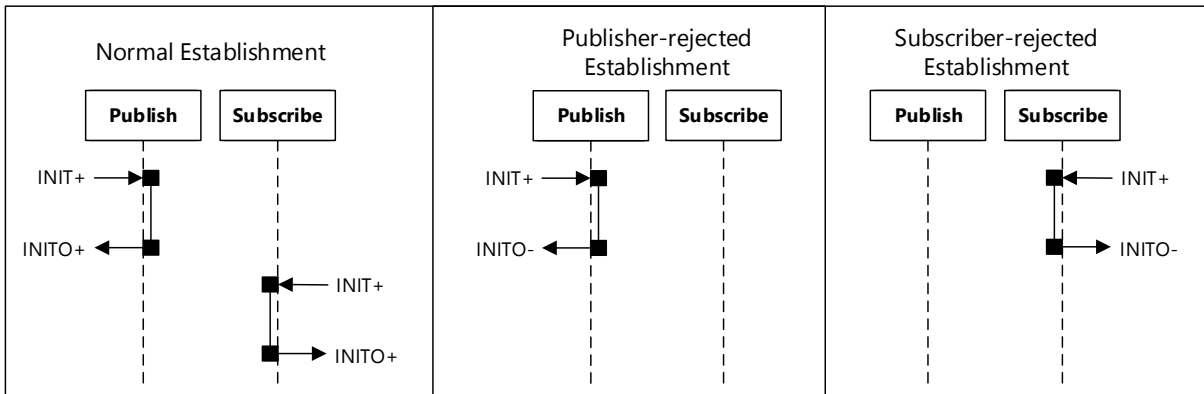 Normal Establishment
Publish
Subscribe
INIT+
INITO+
INIT+
INITO+
Publisher-rejected
Establishment
Publish
Subscribe
INIT+
INITO-
Subscriber-rejected
Establishment
Publish
Subscribe
INIT+
INITO-